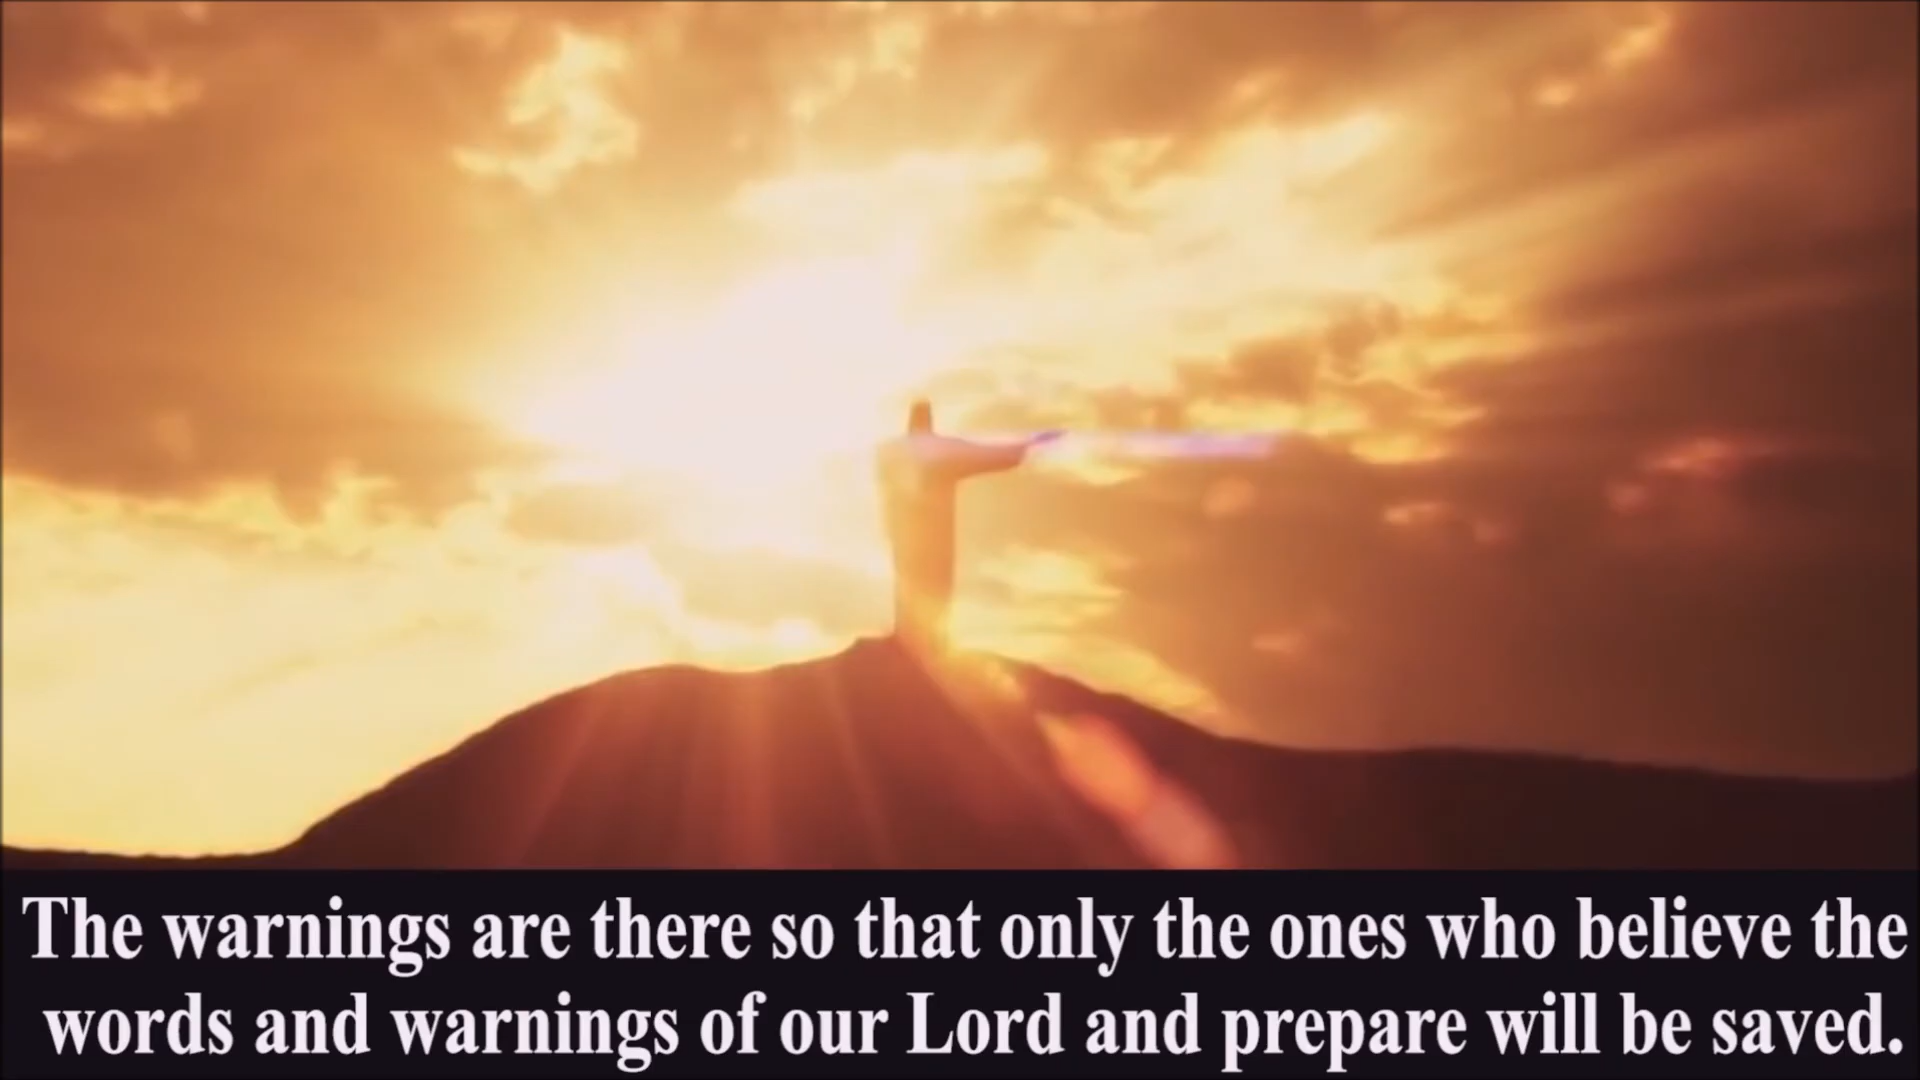 The warnings are there so that only the ones who believe the
words and warnings of our Lord and prepare will be saved.